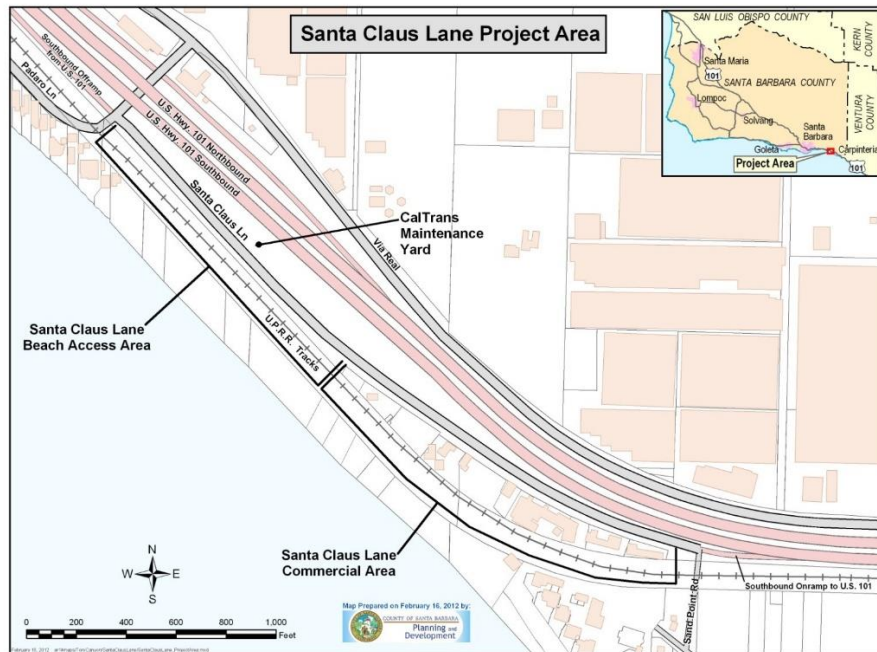 Santa Claus Lane Project Area
SAN LUIS OBISPO COUNTY
KERN
COUNTY
Santa Maria
101
SANTA BARBARA COUNTY
VENTURA
COUNTY
Lompoc
Solvang
Santa
Barbara
Goleta
Carpinteria
Project Area
101
Southbound Offramp
from U.S. 101
Padaro Ln
U.S. Hwy. 101 Northbound
U.S. Hwy. 101 Southbound
Santa Claus Ln
CalTrans
Maintenance
Yard
Via Real
Santa Claus Lane
Beach Access Area
U.P.R.R. Tracks
Santa Claus Lane
Commercial Area
N
W E
S
Southbound Onramp to U.S. 101
Sand Point Rd
0 200 400 600 800 1,000
Feet
Map Prepared on February 16, 2012 by:
COUNTY OF SANTA BARBARA
Planning and
Development
February 16, 2012